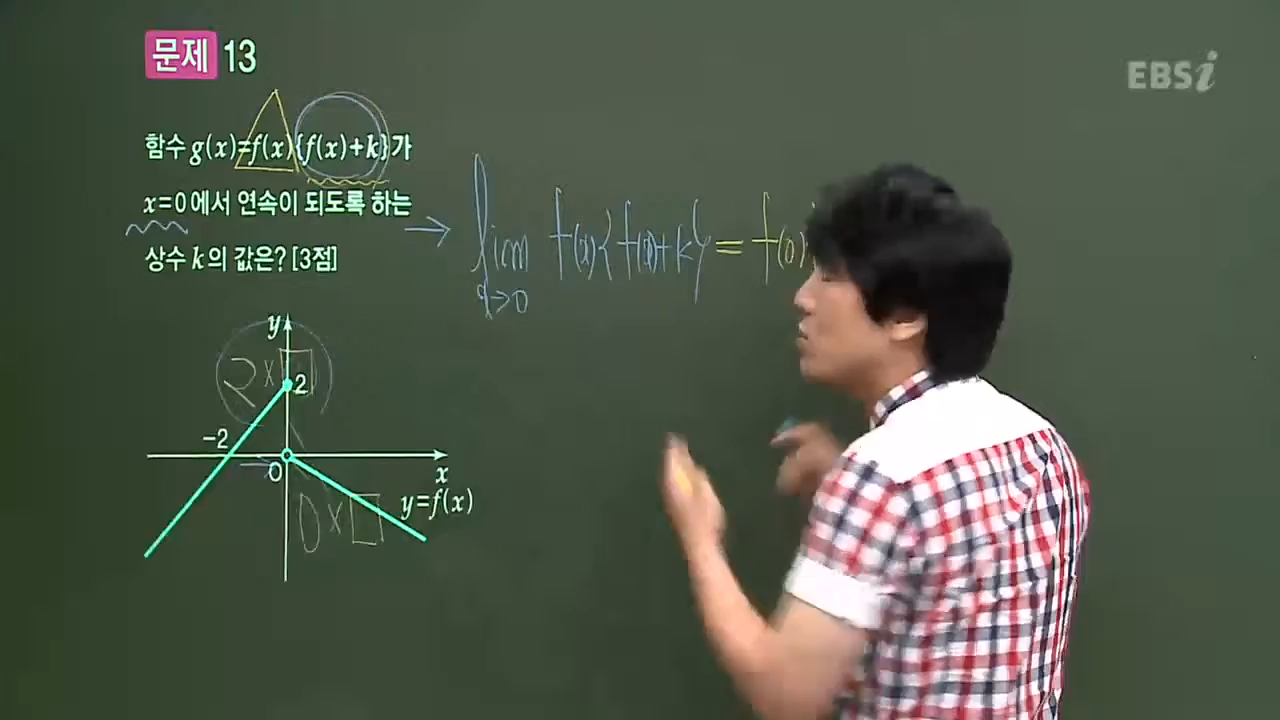 문제 13
EBSi
함수 g(x)=f(x){f(x)+k}가
x=0에서 연속이 되도록 하는
상수 k의 값은? [3점]
→ lim f(x){f(x)+k} = f(0)
x→0
y
2×
2
-2
0
x
y=f(x)
0×